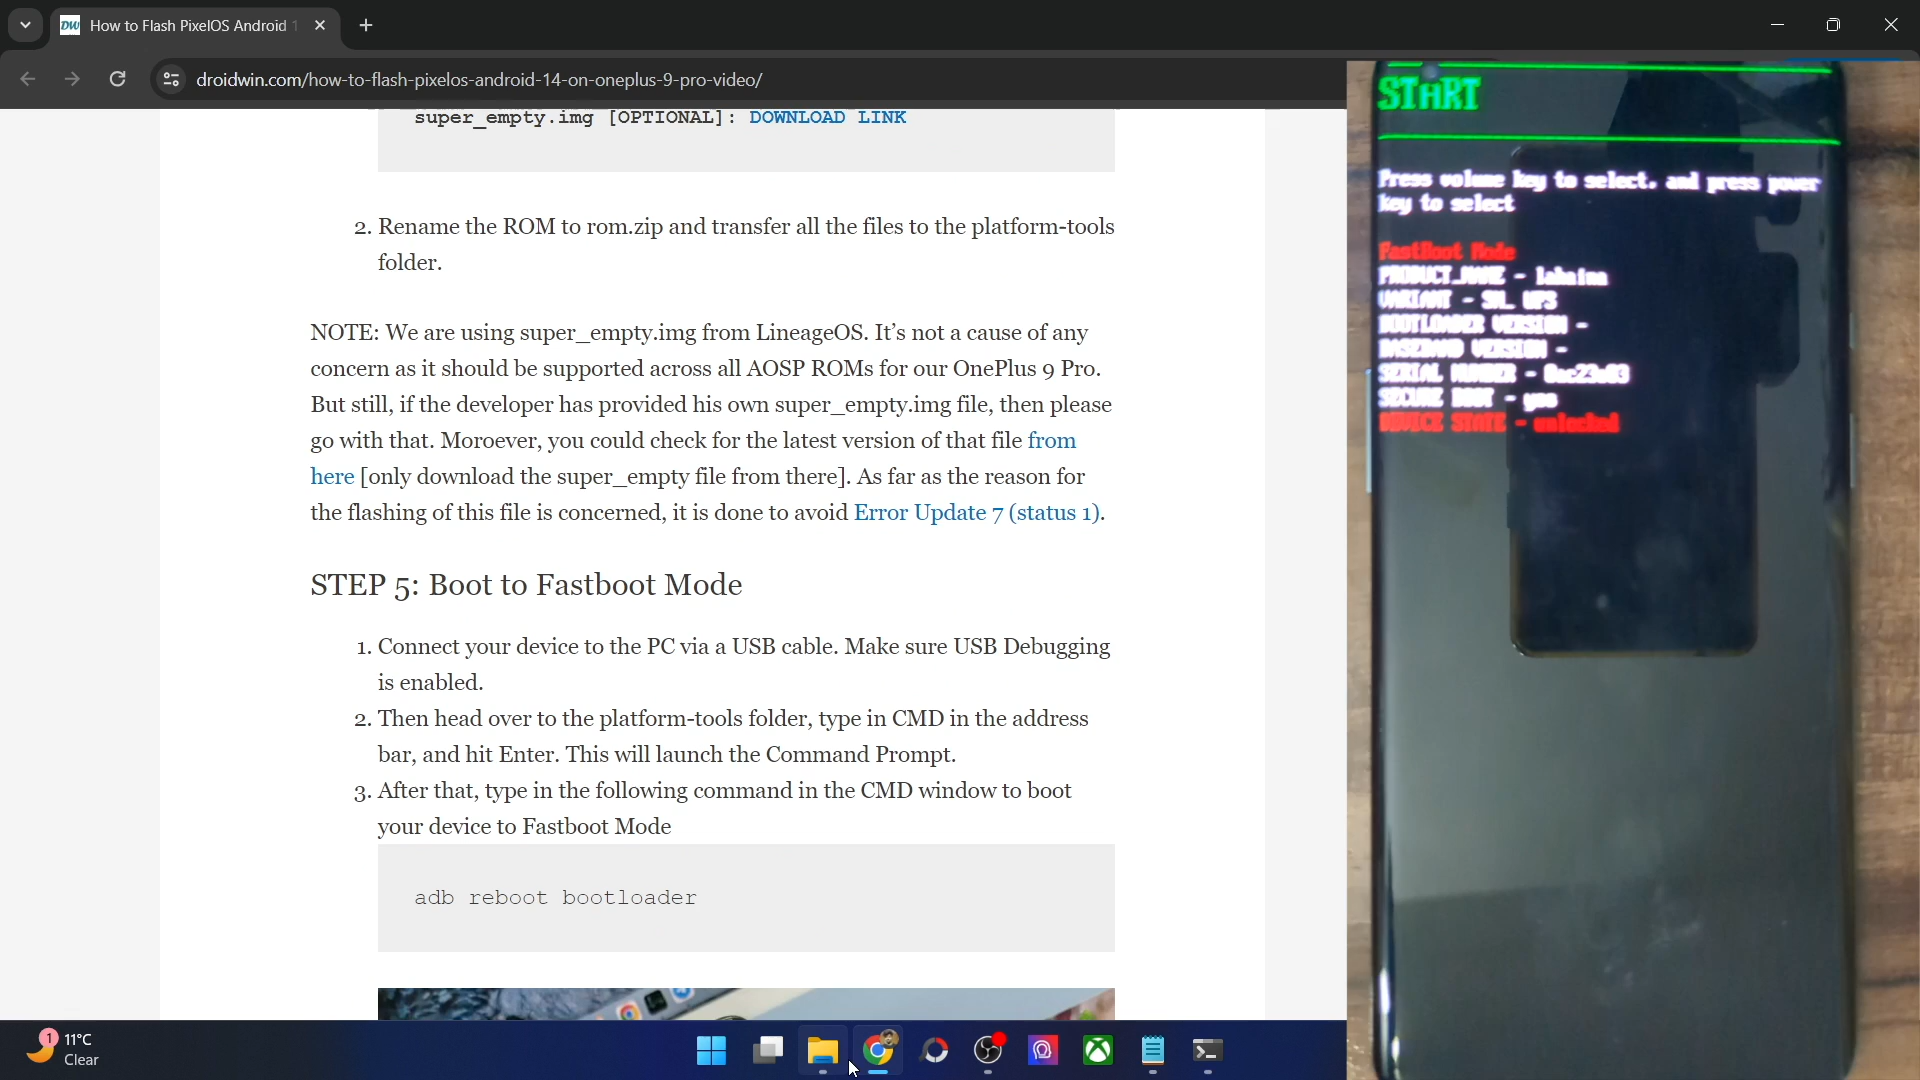 DW How to Flash PixelOS Android 1
droidwin.com/how-to-flash-pixelos-android-14-on-oneplus-9-pro-video/
super_empty.img [OPTIONAL]: DOWNLOAD LINK
2. Rename the ROM to rom.zip and transfer all the files to the platform-tools
folder.
NOTE: We are using super_empty.img from LineageOS. It’s not a cause of any
concern as it should be supported across all AOSP ROMs for our OnePlus 9 Pro.
But still, if the developer has provided his own super_empty.img file, then please
go with that. Moroever, you could check for the latest version of that file from
here [only download the super_empty file from there]. As far as the reason for
the flashing of this file is concerned, it is done to avoid Error Update 7 (status 1).
STEP 5: Boot to Fastboot Mode
1. Connect your device to the PC via a USB cable. Make sure USB Debugging
is enabled.
2. Then head over to the platform-tools folder, type in CMD in the address
bar, and hit Enter. This will launch the Command Prompt.
3. After that, type in the following command in the CMD window to boot
your device to Fastboot Mode
adb reboot bootloader
1
11°C
Clear
START
Press volume key to select, and press power
key to select
FastBoot Mode
PRODUCT_NAME - lahaina
VARIANT - SM_ UFS
BOOTLOADER VERSION -
BASEBAND VERSION -
SERIAL NUMBER -
SECURE BOOT - yes
DEVICE STATE - unlocked